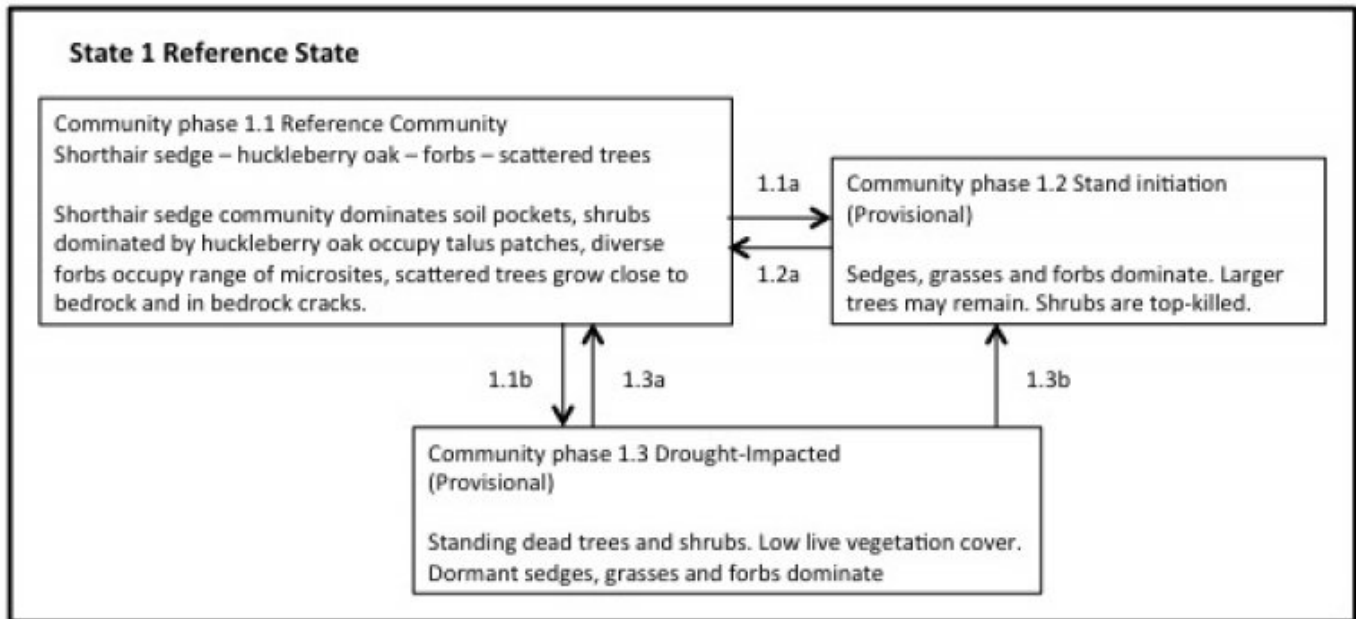 State 1 Reference State
Community phase 1.1 Reference Community
Shorthair sedge – huckleberry oak – forbs – scattered trees
Shorthair sedge community dominates soil pockets, shrubs
dominated by huckleberry oak occupy talus patches, diverse
forbs occupy range of microsites, scattered trees grow close to
bedrock and in bedrock cracks.
1.1a
1.2a
Community phase 1.2 Stand initiation
(Provisional)
Sedges, grasses and forbs dominate. Larger
trees may remain. Shrubs are top-killed.
1.1b
1.3a
1.3b
Community phase 1.3 Drought-Impacted
(Provisional)
Standing dead trees and shrubs. Low live vegetation cover.
Dormant sedges, grasses and forbs dominate